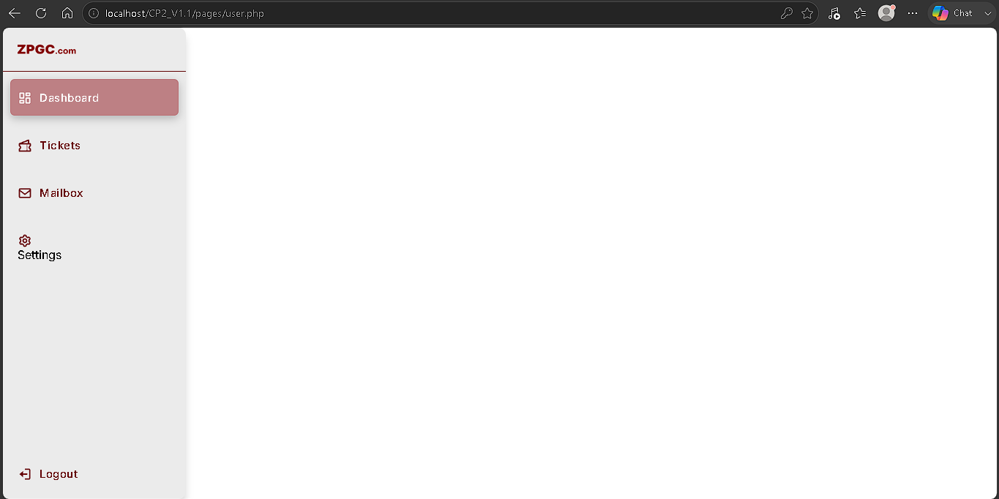 localhost/CP2_V1.1/pages/user.php
Chat
ZPGC.com
Dashboard
Tickets
Mailbox
Settings
Logout